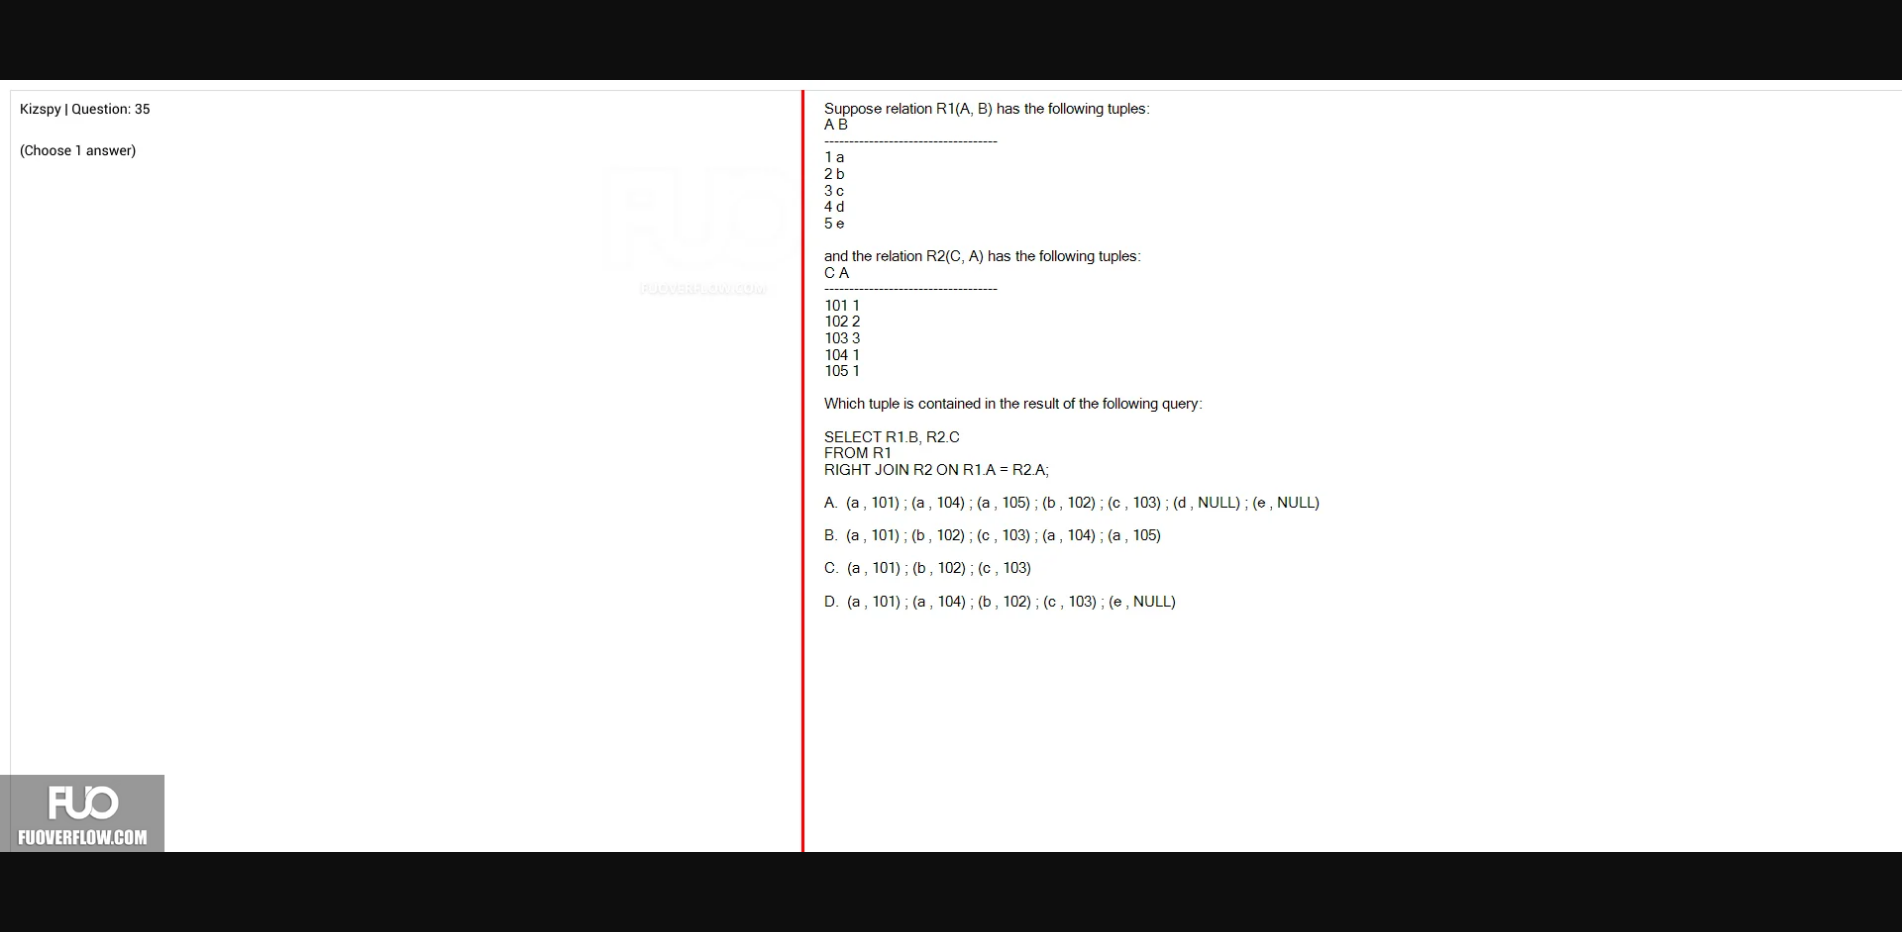 Kizspy | Question: 35
(Choose 1 answer)
FUO
FUOVERFLOW.COM
Suppose relation R1(A, B) has the following tuples:
A B
-----------------------------------
1 a
2 b
3 c
4 d
5 e
and the relation R2(C, A) has the following tuples:
C A
-----------------------------------
101 1
102 2
103 3
104 1
105 1
Which tuple is contained in the result of the following query:
SELECT R1.B, R2.C
FROM R1
RIGHT JOIN R2 ON R1.A = R2.A;
A. (a , 101) ; (a , 104) ; (a , 105) ; (b , 102) ; (c , 103) ; (d , NULL) ; (e , NULL)
B. (a , 101) ; (b , 102) ; (c , 103) ; (a , 104) ; (a , 105)
C. (a , 101) ; (b , 102) ; (c , 103)
D. (a , 101) ; (a , 104) ; (b , 102) ; (c , 103) ; (e , NULL)
FUO
FUOVERFLOW.COM